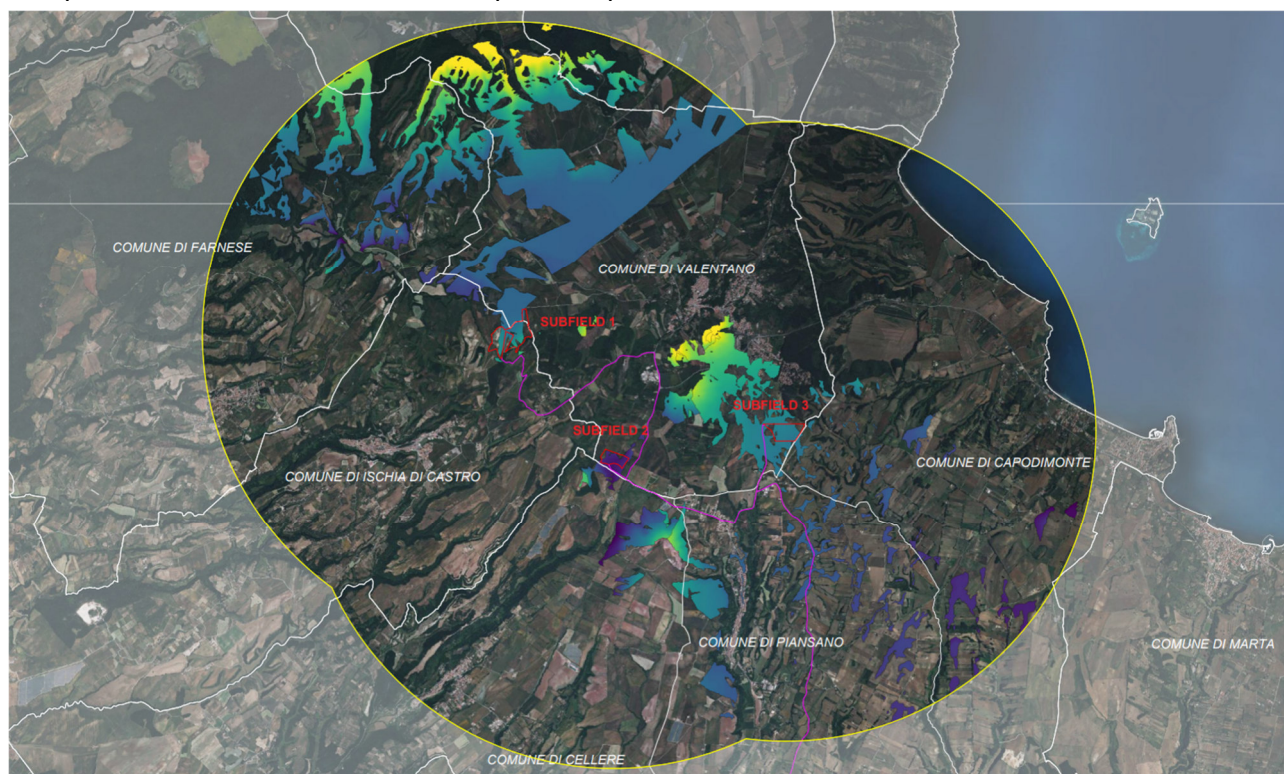 COMUNE DI FARNESE
COMUNE DI VALENTANO
SUBFIELD 1
SUBFIELD 3
SUBFIELD 2
COMUNE DI CAPODIMONTE
COMUNE DI ISCHIA DI CASTRO
COMUNE DI PIANSANO
COMUNE DI MARTA
COMUNE DI CELLERE